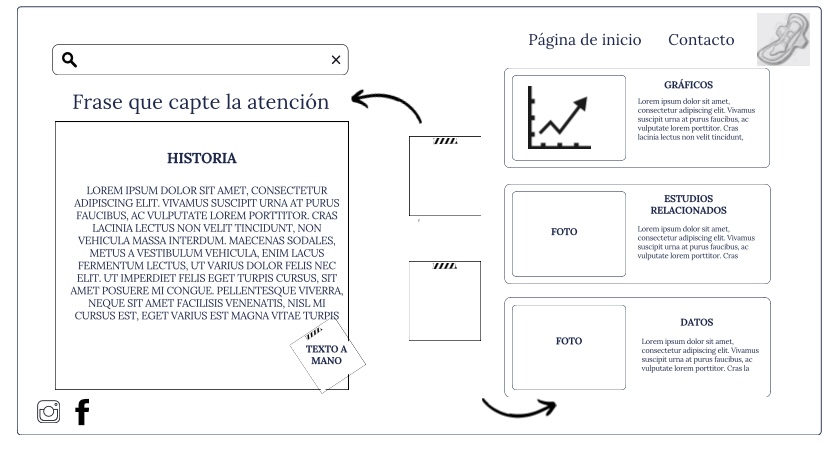 Página de inicio
Contacto
Frase que capte la atención
HISTORIA
LOREM IPSUM DOLOR SIT AMET, CONSECTETUR
ADIPISCING ELIT. VIVAMUS SUSCIPIT URNA AT PURUS
FAUCIBUS, AC VULPUTATE LOREM PORTTITOR. CRAS
LACINIA LECTUS NON VELIT TINCIDUNT, NON
VEHICULA MASSA INTERDUM. MAECENAS SODALES,
METUS A VESTIBULUM VEHICULA, ENIM LACUS
FERMENTUM LECTUS, UT VARIUS DOLOR FELIS NEC
ELIT. UT IMPERDIET FELIS EGET TURPIS CURSUS, SIT
AMET POSUERE MI CONGUE. PELLENTESQUE VIVERRA,
NEQUE SIT AMET FACILISIS VENENATIS, NISL MI
CURSUS EST, EGET VARIUS EST MAGNA VITAE TURPIS
TEXTO A
MANO
GRÁFICOS
Lorem ipsum dolor sit amet,
consectetur adipiscing elit. Vivamus
suscipit urna at purus faucibus, ac
vulputate lorem porttitor. Cras
lacinia lectus non velit tincidunt,
FOTO
ESTUDIOS
RELACIONADOS
Lorem ipsum dolor sit amet,
consectetur adipiscing elit. Vivamus
suscipit urna at purus faucibus, ac
vulputate lorem porttitor. Cras
FOTO
DATOS
Lorem ipsum dolor sit amet,
consectetur adipiscing elit. Vivamus
suscipit urna at purus faucibus, ac
vulputate lorem porttitor. Cras la